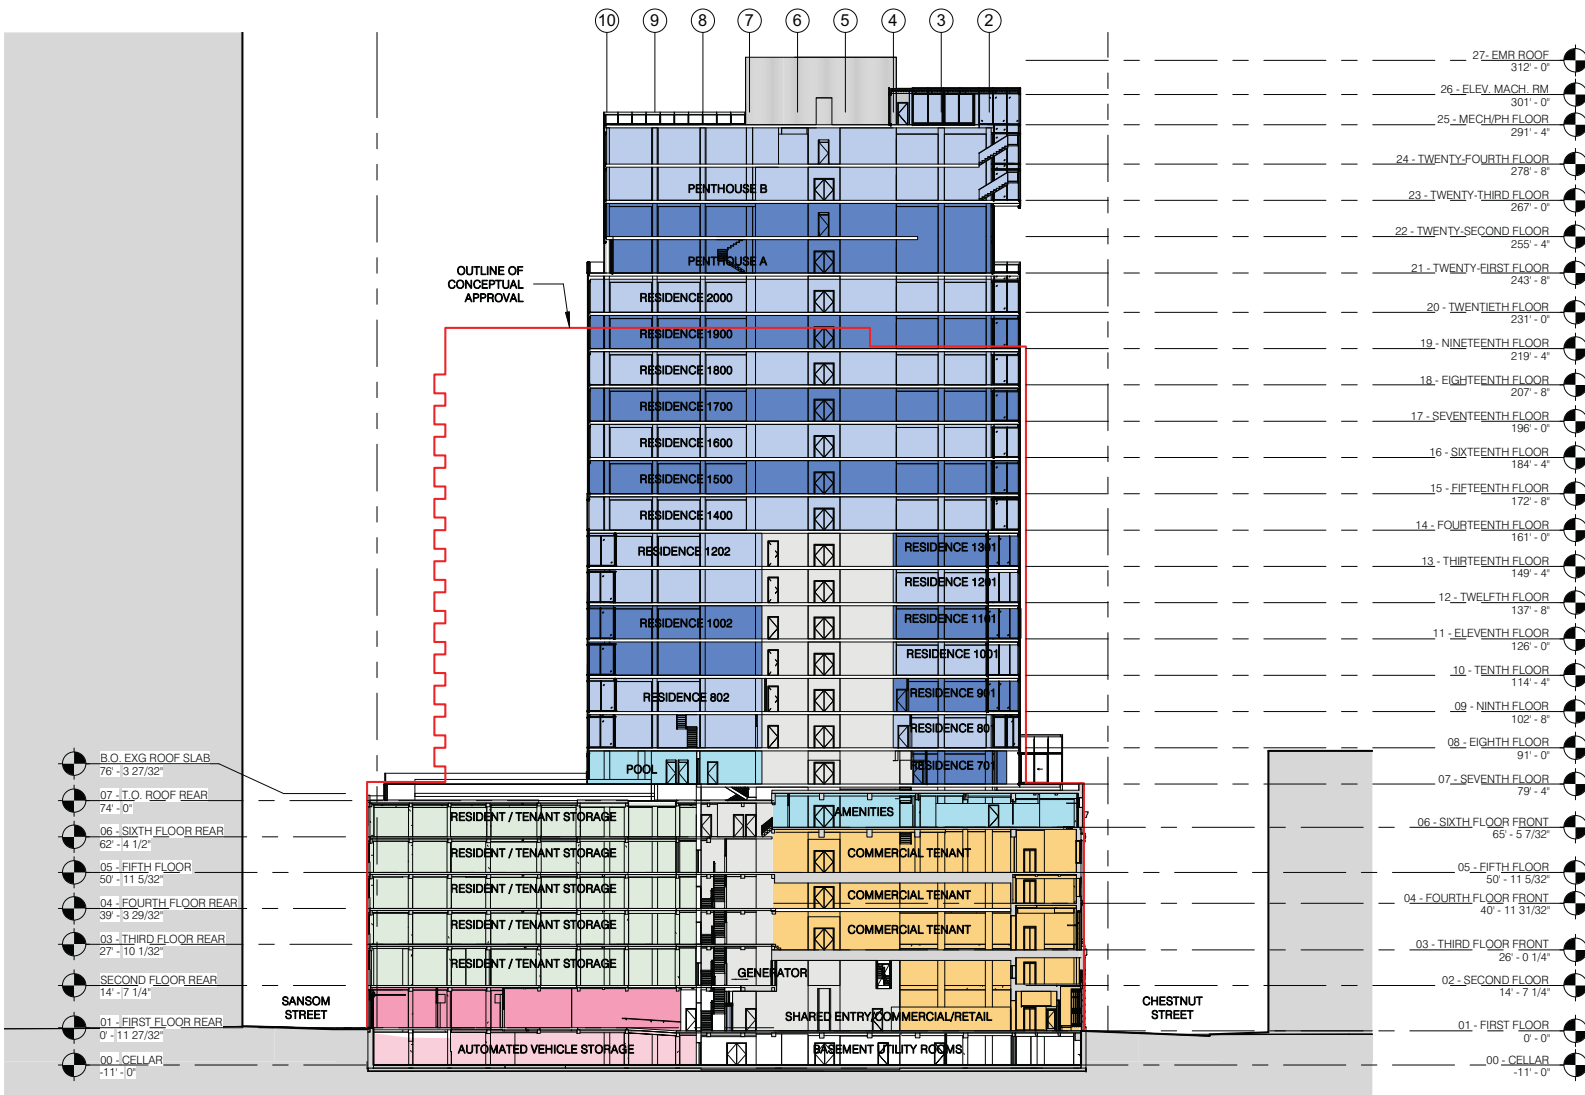 10 9 8 7 6 5 4 3 2
27- EMR ROOF
312' - 0"
26 - ELEV. MACH. RM
301' - 0"
25 - MECH/PH FLOOR
291' - 4"
24 - TWENTY-FOURTH FLOOR
278' - 8"
23 - TWENTY-THIRD FLOOR
267' - 0"
22 - TWENTY-SECOND FLOOR
255' - 4"
21 - TWENTY-FIRST FLOOR
243' - 8"
20 - TWENTIETH FLOOR
231' - 0"
19 - NINETEENTH FLOOR
219' - 4"
18 - EIGHTEENTH FLOOR
207' - 8"
17 - SEVENTEENTH FLOOR
196' - 0"
16 - SIXTEENTH FLOOR
184' - 4"
15 - FIFTEENTH FLOOR
172' - 8"
14 - FOURTEENTH FLOOR
161' - 0"
13 - THIRTEENTH FLOOR
149' - 4"
12 - TWELFTH FLOOR
137' - 8"
11 - ELEVENTH FLOOR
126' - 0"
10 - TENTH FLOOR
114' - 4"
09 - NINTH FLOOR
102' - 8"
08 - EIGHTH FLOOR
91' - 0"
07 - SEVENTH FLOOR
79' - 4"
06 - SIXTH FLOOR FRONT
65' - 5 7/32"
05 - FIFTH FLOOR
50' - 11 5/32"
04 - FOURTH FLOOR FRONT
40' - 11 31/32"
03 - THIRD FLOOR FRONT
26' - 0 1/4"
02 - SECOND FLOOR
14' - 7 1/4"
01 - FIRST FLOOR
0' - 0"
00 - CELLAR
-11' - 0"
PENTHOUSE B
PENTHOUSE A
OUTLINE OF
CONCEPTUAL
APPROVAL
RESIDENCE 2000
RESIDENCE 1900
RESIDENCE 1800
RESIDENCE 1700
RESIDENCE 1600
RESIDENCE 1500
RESIDENCE 1400
RESIDENCE 1202
RESIDENCE 1301
RESIDENCE 1201
RESIDENCE 1002
RESIDENCE 1101
RESIDENCE 1001
RESIDENCE 802
RESIDENCE 901
RESIDENCE 801
POOL
RESIDENCE 701
RESIDENT / TENANT STORAGE
AMENITIES
RESIDENT / TENANT STORAGE
COMMERCIAL TENANT
RESIDENT / TENANT STORAGE
COMMERCIAL TENANT
RESIDENT / TENANT STORAGE
COMMERCIAL TENANT
RESIDENT / TENANT STORAGE
GENERATOR
SHARED ENTRY/COMMERCIAL/RETAIL
AUTOMATED VEHICLE STORAGE
BASEMENT UTILITY ROOMS
SANSOM
STREET
CHESTNUT
STREET
B.O. EXG ROOF SLAB
76' - 3 27/32"
07 - T.O. ROOF REAR
74' - 0"
06 - SIXTH FLOOR REAR
62' - 4 1/2"
05 - FIFTH FLOOR
50' - 11 5/32"
04 - FOURTH FLOOR REAR
39' - 3 29/32"
03 - THIRD FLOOR REAR
27' - 10 1/32"
SECOND FLOOR REAR
14' - 7 1/4"
01 - FIRST FLOOR REAR
0' - 11 27/32"
00 - CELLAR
-11' - 0"